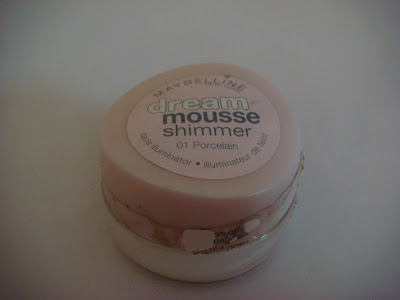 MAYBELLINE
dream
mousse
shimmer
01 Porcelain
face illuminator • illuminateur de teint